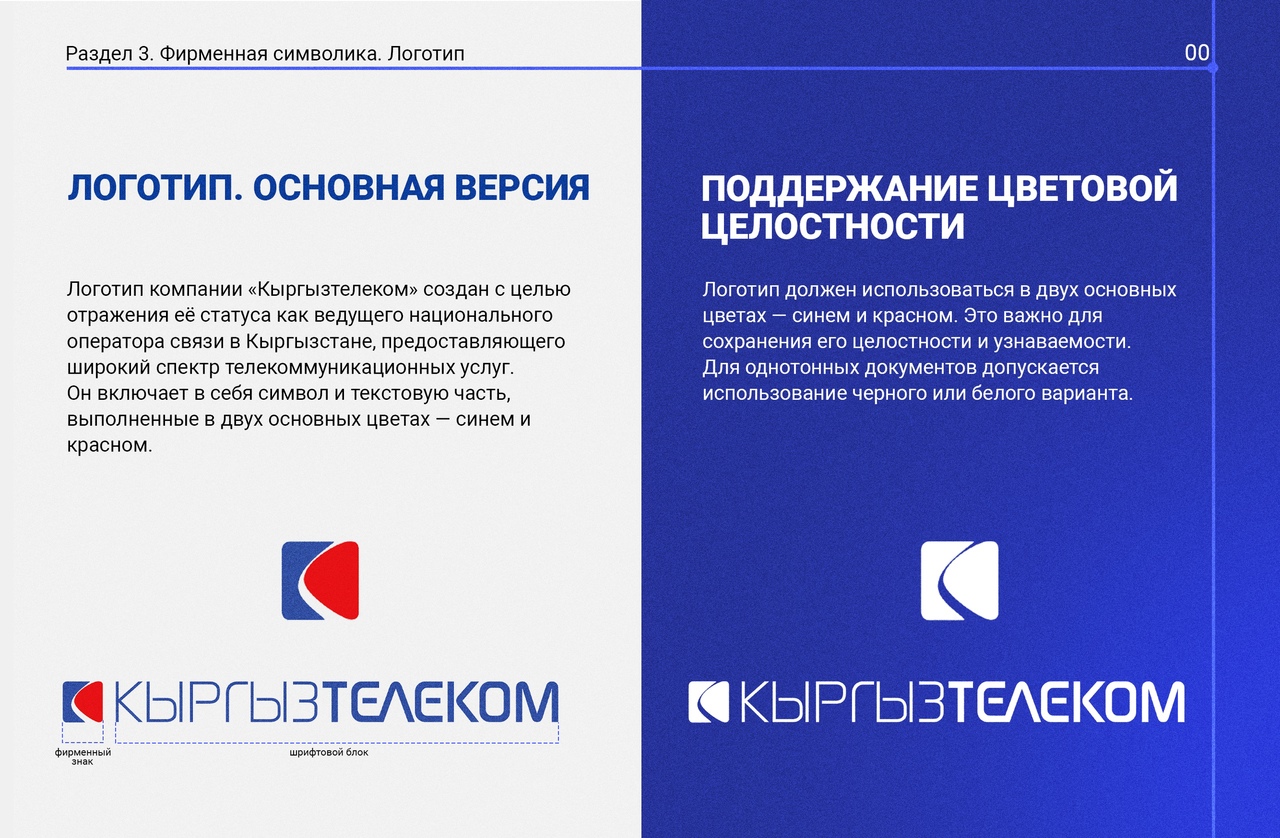 Раздел 3. Фирменная символика. Логотип
00
ЛОГОТИП. ОСНОВНАЯ ВЕРСИЯ
Логотип компании «Кыргызтелеком» создан с целью
отражения её статуса как ведущего национального
оператора связи в Кыргызстане, предоставляющего
широкий спектр телекоммуникационных услуг.
Он включает в себя символ и текстовую часть,
выполненные в двух основных цветах — синем и
красном.
КЫРГЫЗТЕЛЕКОМ
фирменный
знак
шрифтовой блок
ПОДДЕРЖАНИЕ ЦВЕТОВОЙ
ЦЕЛОСТНОСТИ
Логотип должен использоваться в двух основных
цветах — синем и красном. Это важно для
сохранения его целостности и узнаваемости.
Для однотонных документов допускается
использование черного или белого варианта.
КЫРГЫЗТЕЛЕКОМ